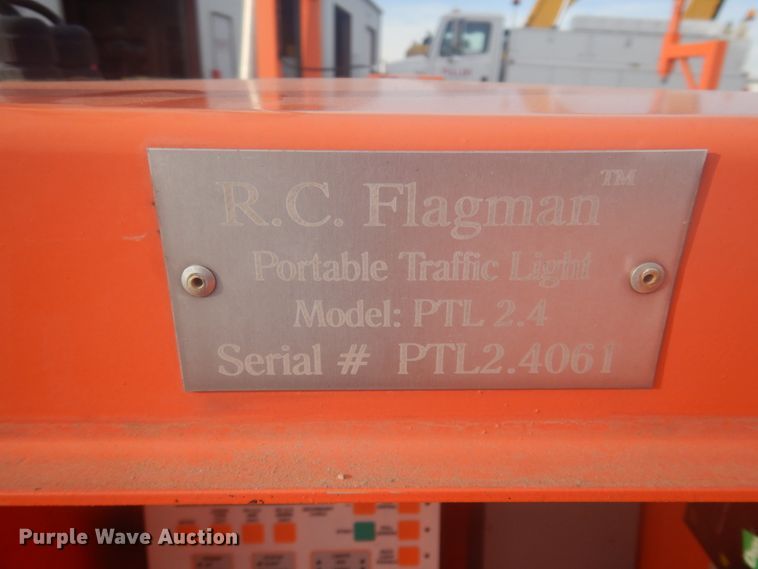 R.C. Flagman™
Portable Traffic Light
Model: PTL 2.4
Serial # PTL2.4061
Purple Wave Auction®